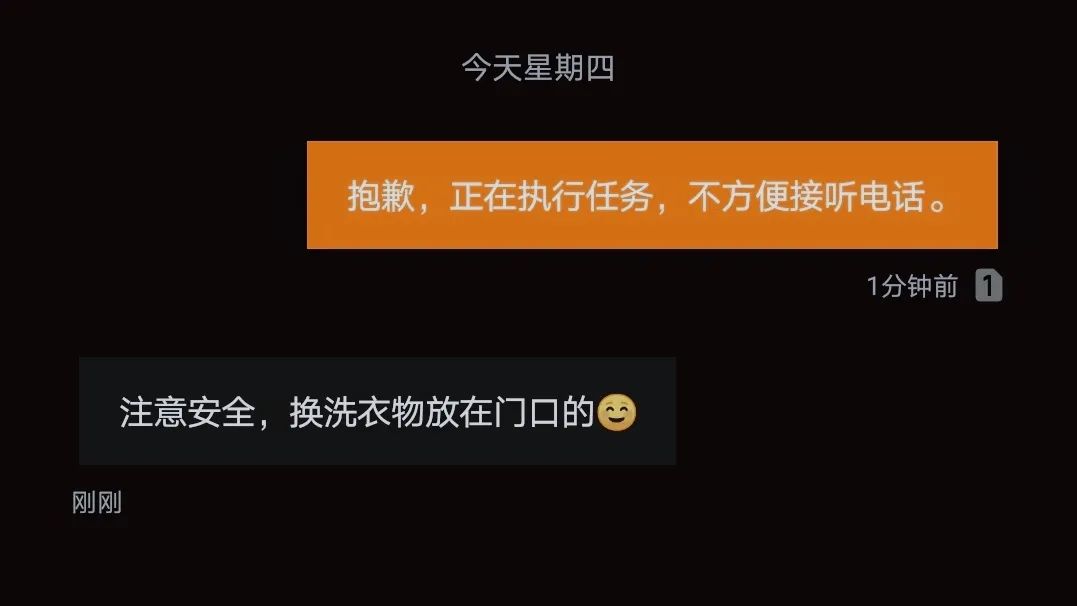 今天星期四
抱歉，正在执行任务，不方便接听电话。
1分钟前 1
注意安全，换洗衣物放在门口的😊
刚刚